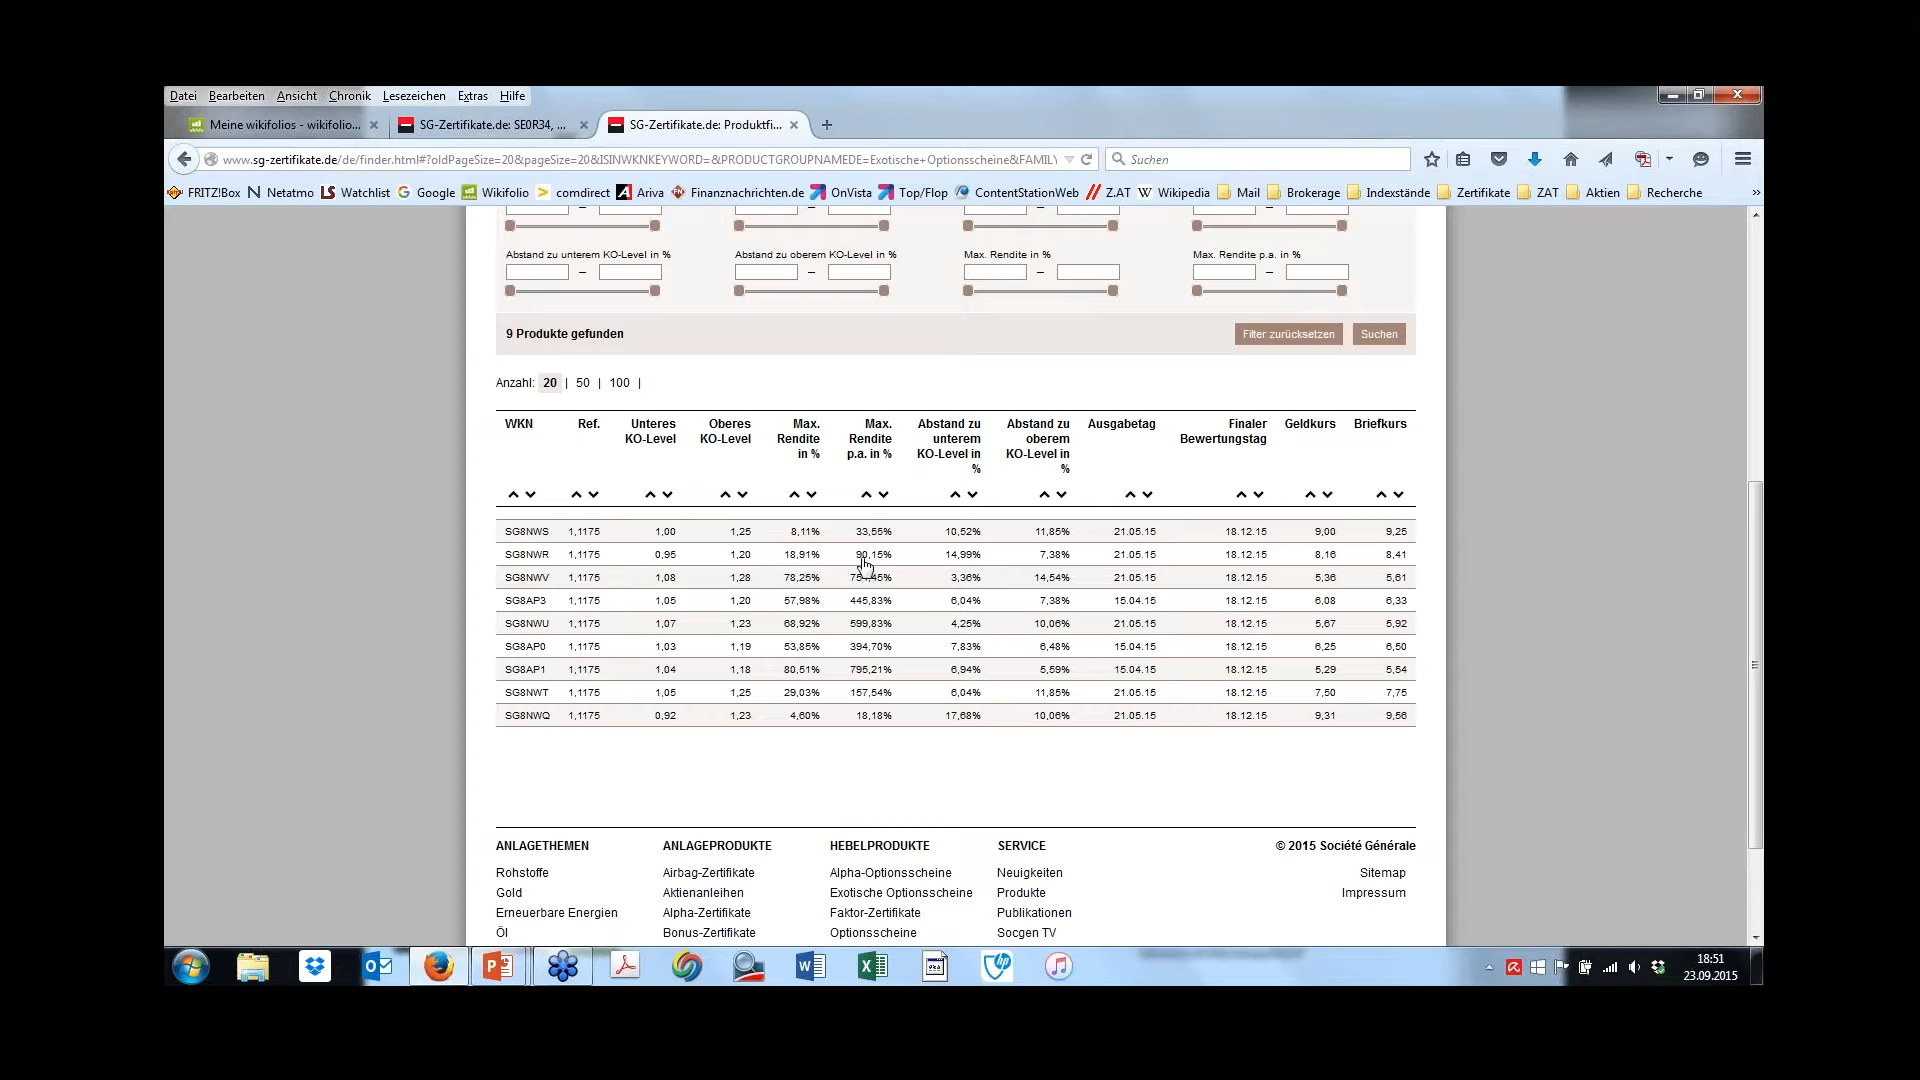 Datei Bearbeiten Ansicht Chronik Lesezeichen Extras Hilfe
Meine wikifolios - wikifolio... SG-Zertifikate.de: SE0R34, ... SG-Zertifikate.de: Produktfi...
www.sg-zertifikate.de/de/finder.html#?oldPageSize=20&pageSize=20&ISINWKNKEYWORD=&PRODUCTGROUPNAMEDE=Exotische+Optionsscheine&FAMILY Suchen
FRITZ!Box Netatmo Watchlist Google Wikifolio comdirect Ariva Finanznachrichten.de OnVista Top/Flop ContentStationWeb Z.AT Wikipedia Mail Brokerage Indexstände Zertifikate ZAT Aktien Recherche »
– – – –
Abstand zu unterem KO-Level in % Abstand zu oberem KO-Level in % Max. Rendite in % Max. Rendite p.a. in %
– – – –
9 Produkte gefunden Filter zurücksetzen Suchen
Anzahl: 20 | 50 | 100 |
WKN Ref. Unteres Oberes Max. Max. Abstand zu Abstand zu Ausgabetag Finaler Geldkurs Briefkurs
KO-Level KO-Level Rendite Rendite unterem oberem Bewertungstag
in % p.a. in % KO-Level in KO-Level in
% %
SG8NWS 1,1175 1,00 1,25 8,11% 33,55% 10,52% 11,85% 21.05.15 18.12.15 9,00 9,25
SG8NWR 1,1175 0,95 1,20 18,91% 90,15% 14,99% 7,38% 21.05.15 18.12.15 8,16 8,41
SG8NWV 1,1175 1,08 1,28 78,25% 3,36% 14,54% 21.05.15 18.12.15 5,36 5,61
SG8AP3 1,1175 1,05 1,20 57,98% 445,83% 6,04% 7,38% 15.04.15 18.12.15 6,08 6,33
SG8NWU 1,1175 1,07 1,23 68,92% 599,83% 4,25% 10,06% 21.05.15 18.12.15 5,67 5,92
SG8AP0 1,1175 1,03 1,19 53,85% 394,70% 7,83% 6,48% 15.04.15 18.12.15 6,25 6,50
SG8AP1 1,1175 1,04 1,18 80,51% 795,21% 6,94% 5,59% 15.04.15 18.12.15 5,29 5,54
SG8NWT 1,1175 1,05 1,25 29,03% 157,54% 6,04% 11,85% 21.05.15 18.12.15 7,50 7,75
SG8NWQ 1,1175 0,92 1,23 4,60% 18,18% 17,68% 10,06% 21.05.15 18.12.15 9,31 9,56
ANLAGETHEMEN ANLAGEPRODUKTE HEBELPRODUKTE SERVICE © 2015 Société Générale
Rohstoffe Airbag-Zertifikate Alpha-Optionsscheine Neuigkeiten Sitemap
Gold Aktienanleihen Exotische Optionsscheine Produkte Impressum
Erneuerbare Energien Alpha-Zertifikate Faktor-Zertifikate Publikationen
Öl Bonus-Zertifikate Optionsscheine Socgen TV
18:51
23.09.2015